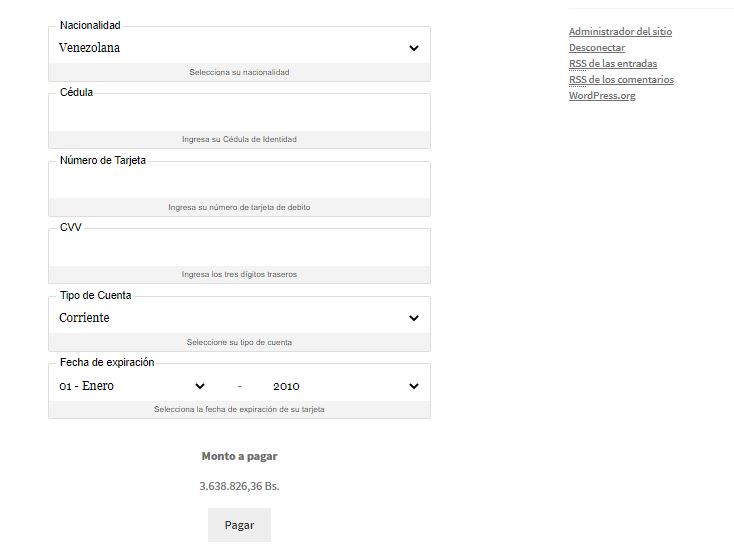 Nacionalidad
Venezolana
Selecciona su nacionalidad
Cédula
Ingresa su Cédula de Identidad
Número de Tarjeta
Ingresa su número de tarjeta de debito
CVV
Ingresa los tres dígitos traseros
Tipo de Cuenta
Corriente
Seleccione su tipo de cuenta
Fecha de expiración
01 - Enero - 2010
Selecciona la fecha de expiración de su tarjeta
Monto a pagar
3.638.826,36 Bs.
Pagar
Administrador del sitio
Desconectar
RSS de las entradas
RSS de los comentarios
WordPress.org